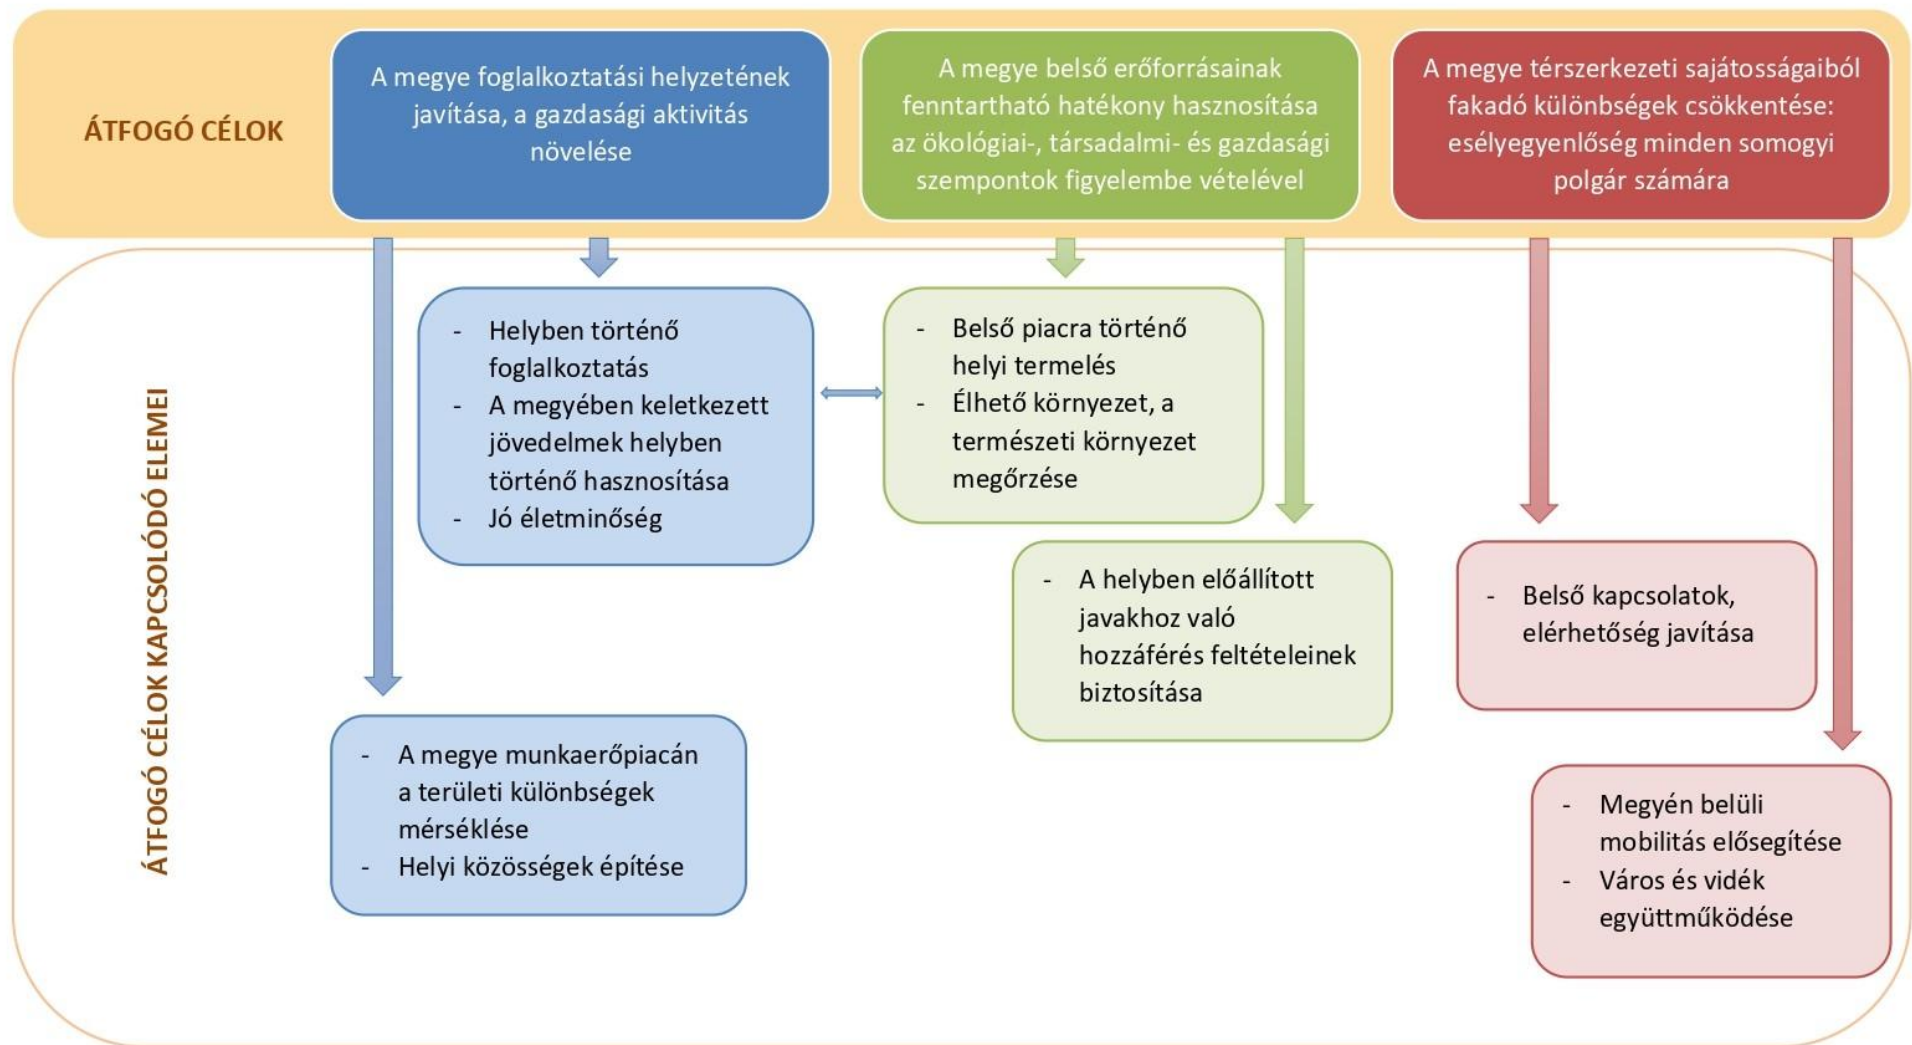 ÁTFOGÓ CÉLOK
A megye foglalkoztatási helyzetének
javítása, a gazdasági aktivitás
növelése
A megye belső erőforrásainak
fenntartható hatékony hasznosítása
az ökológiai-, társadalmi- és gazdasági
szempontok figyelembe vételével
A megye térszerkezeti sajátosságaiból
fakadó különbségek csökkentése:
esélyegyenlőség minden somogyi
polgár számára
ÁTFOGÓ CÉLOK KAPCSOLÓDÓ ELEMEI
- Helyben történő
foglalkoztatás
- A megyében keletkezett
jövedelmek helyben
történő hasznosítása
- Jó életminőség
- Belső piacra történő
helyi termelés
- Élhető környezet, a
természeti környezet
megőrzése
- A helyben előállított
javakhoz való
hozzáférés feltételeinek
biztosítása
- Belső kapcsolatok,
elérhetőség javítása
- A megye munkaerőpiacán
a területi különbségek
mérséklése
- Helyi közösségek építése
- Megyén belüli
mobilitás elősegítése
- Város és vidék
együttműködése